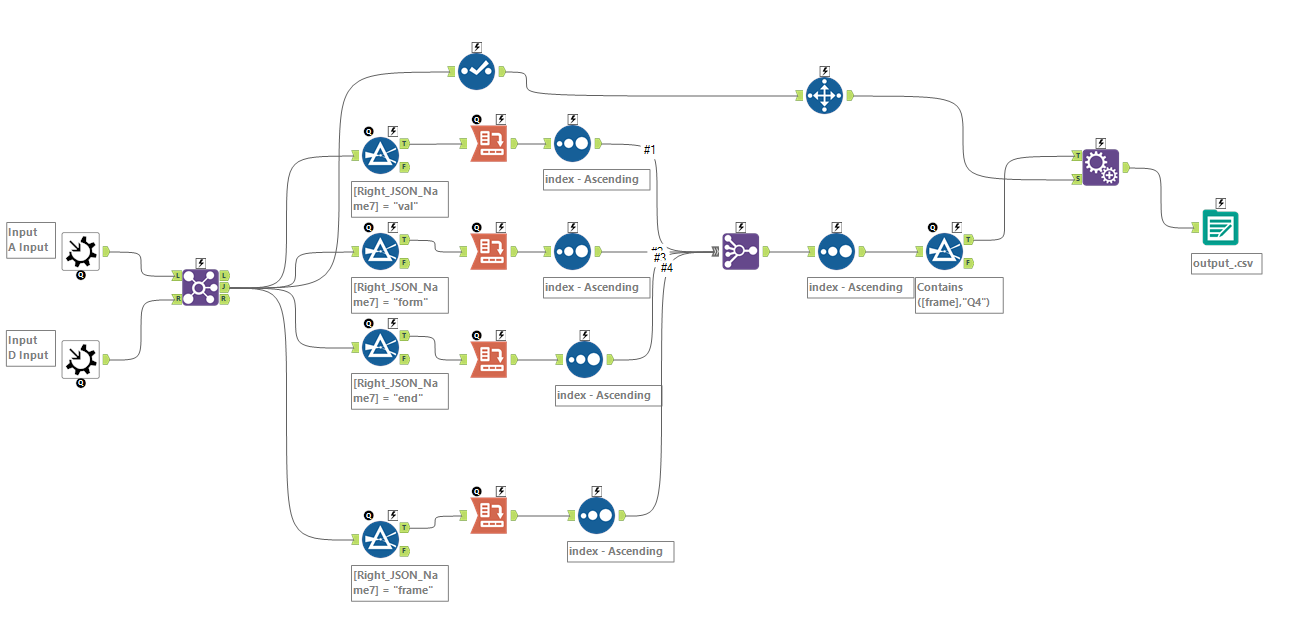 #1
[Right_JSON_Na
me7] = "val"
index - Ascending
Input
A Input
[Right_JSON_Na
me7] = "form"
index - Ascending
#2
#3
#4
index - Ascending
Contains
([frame],"Q4")
output_.csv
Input
D Input
[Right_JSON_Na
me7] = "end"
index - Ascending
[Right_JSON_Na
me7] = "frame"
index - Ascending
Q
Q
T
F
Q
Q
T
F
Q
Q
T
F
Q
Q
T
F
Q
Q
L
R
L
J
R
Q
T
F
T
S